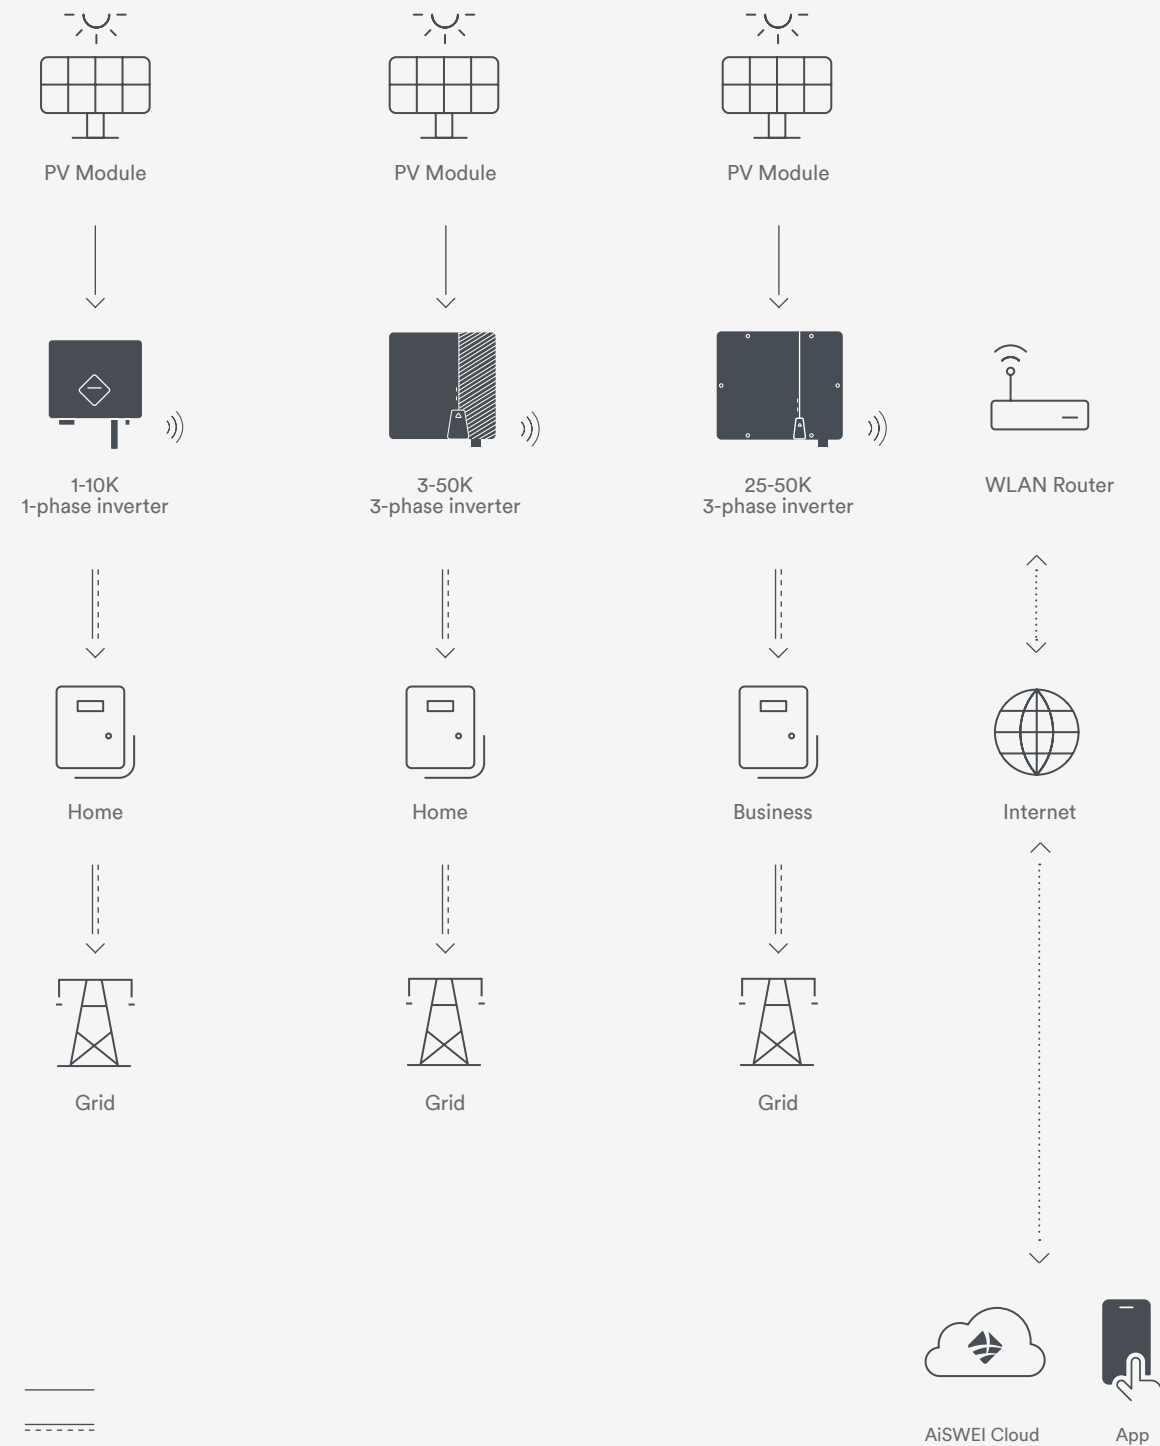 PV Module
PV Module
PV Module
1-10K
1-phase inverter
3-50K
3-phase inverter
25-50K
3-phase inverter
WLAN Router
Home
Home
Business
Internet
Grid
Grid
Grid
AiSWEI Cloud
App